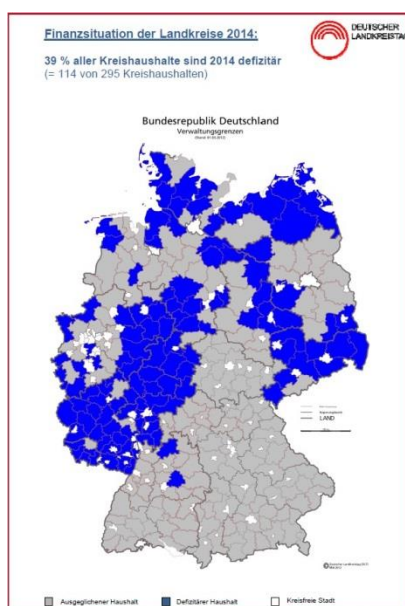 Finanzsituation der Landkreise 2014:
DEUTSCHER
LANDKREISTAG
39 % aller Kreishaushalte sind 2014 defizitär
(= 114 von 295 Kreishaushalten)
Bundesrepublik Deutschland
Verwaltungsgrenzen
LAND
Ausgeglichener Haushalt
Defizitärer Haushalt
Kreisfreie Stadt